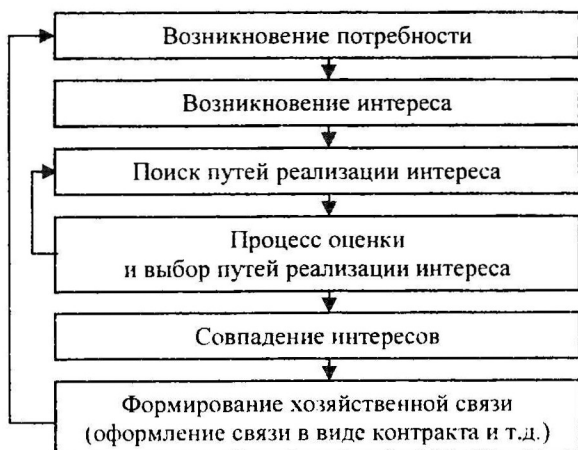 Возникновение потребности
Возникновение интереса
Поиск путей реализации интереса
Процесс оценки
и выбор путей реализации интереса
Совпадение интересов
Формирование хозяйственной связи
(оформление связи в виде контракта и т.д.)